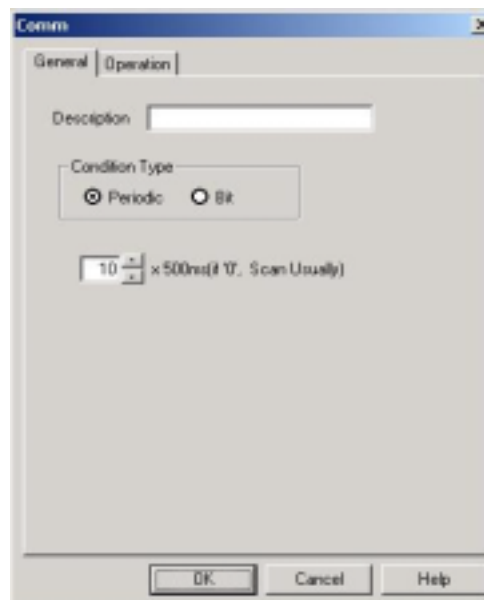 Comm
General Operation
Description
Condition Type
Periodic Bit
10 x 500ms(if '0', Scan Usually)
OK Cancel Help